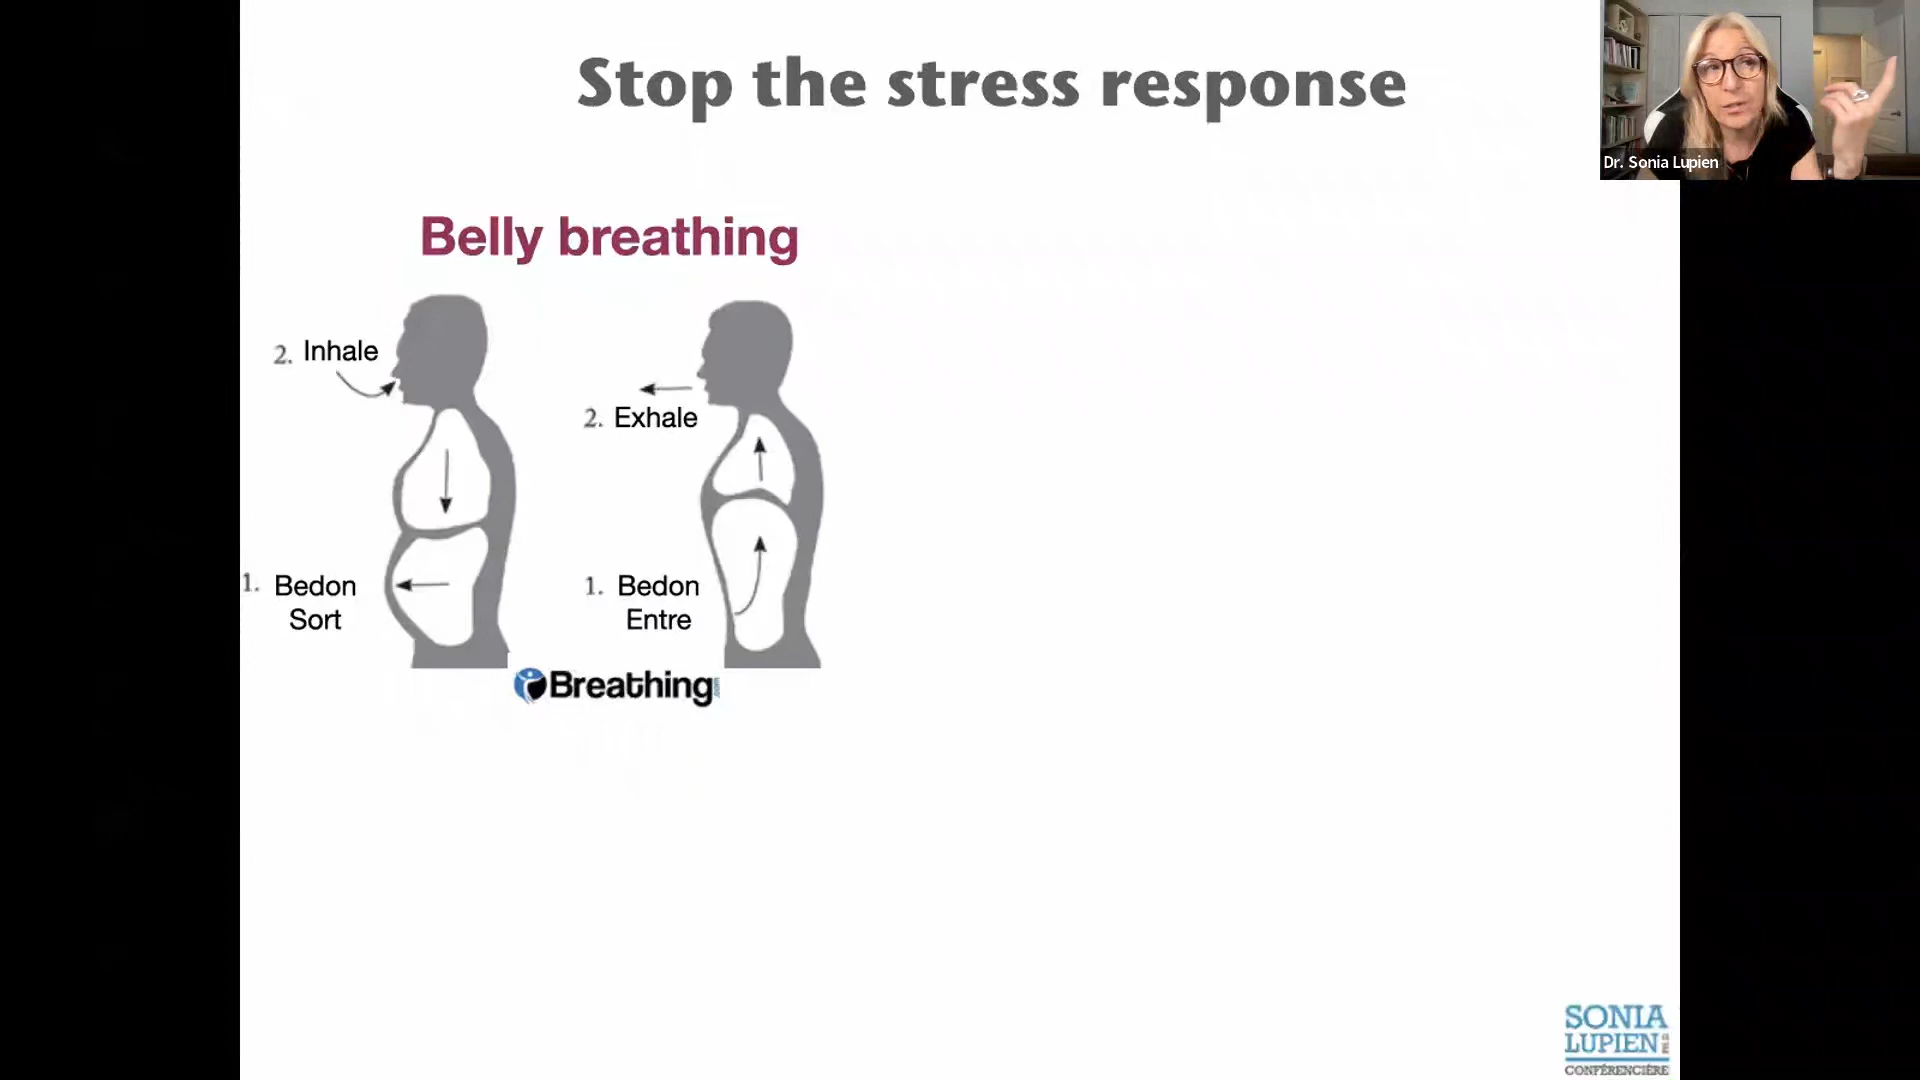 Stop the stress response
Dr. Sonia Lupien
Belly breathing
2. Inhale
2. Exhale
1. Bedon
Sort
1. Bedon
Entre
Breathing
SONIA
LUPIEN
CONFÉRENCIÈRE